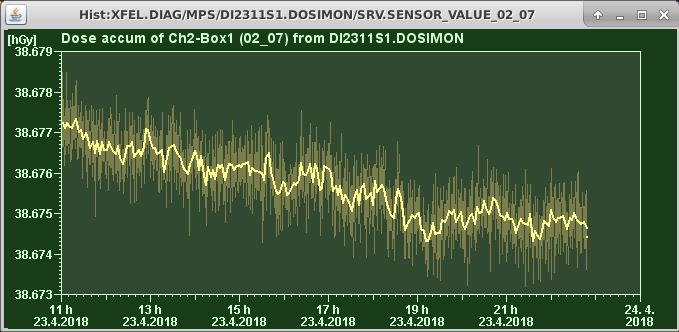 Hist:XFEL.DIAG/MPS/DI2311S1.DOSIMON/SRV.SENSOR_VALUE_02_07
[hGy] Dose accum of Ch2-Box1 (02_07) from DI2311S1.DOSIMON
38.679
38.678
38.677
38.676
38.675
38.674
38.673
11 h 13 h 15 h 17 h 19 h 21 h 24. 4.
23.4.2018 23.4.2018 23.4.2018 23.4.2018 23.4.2018 23.4.2018 2018